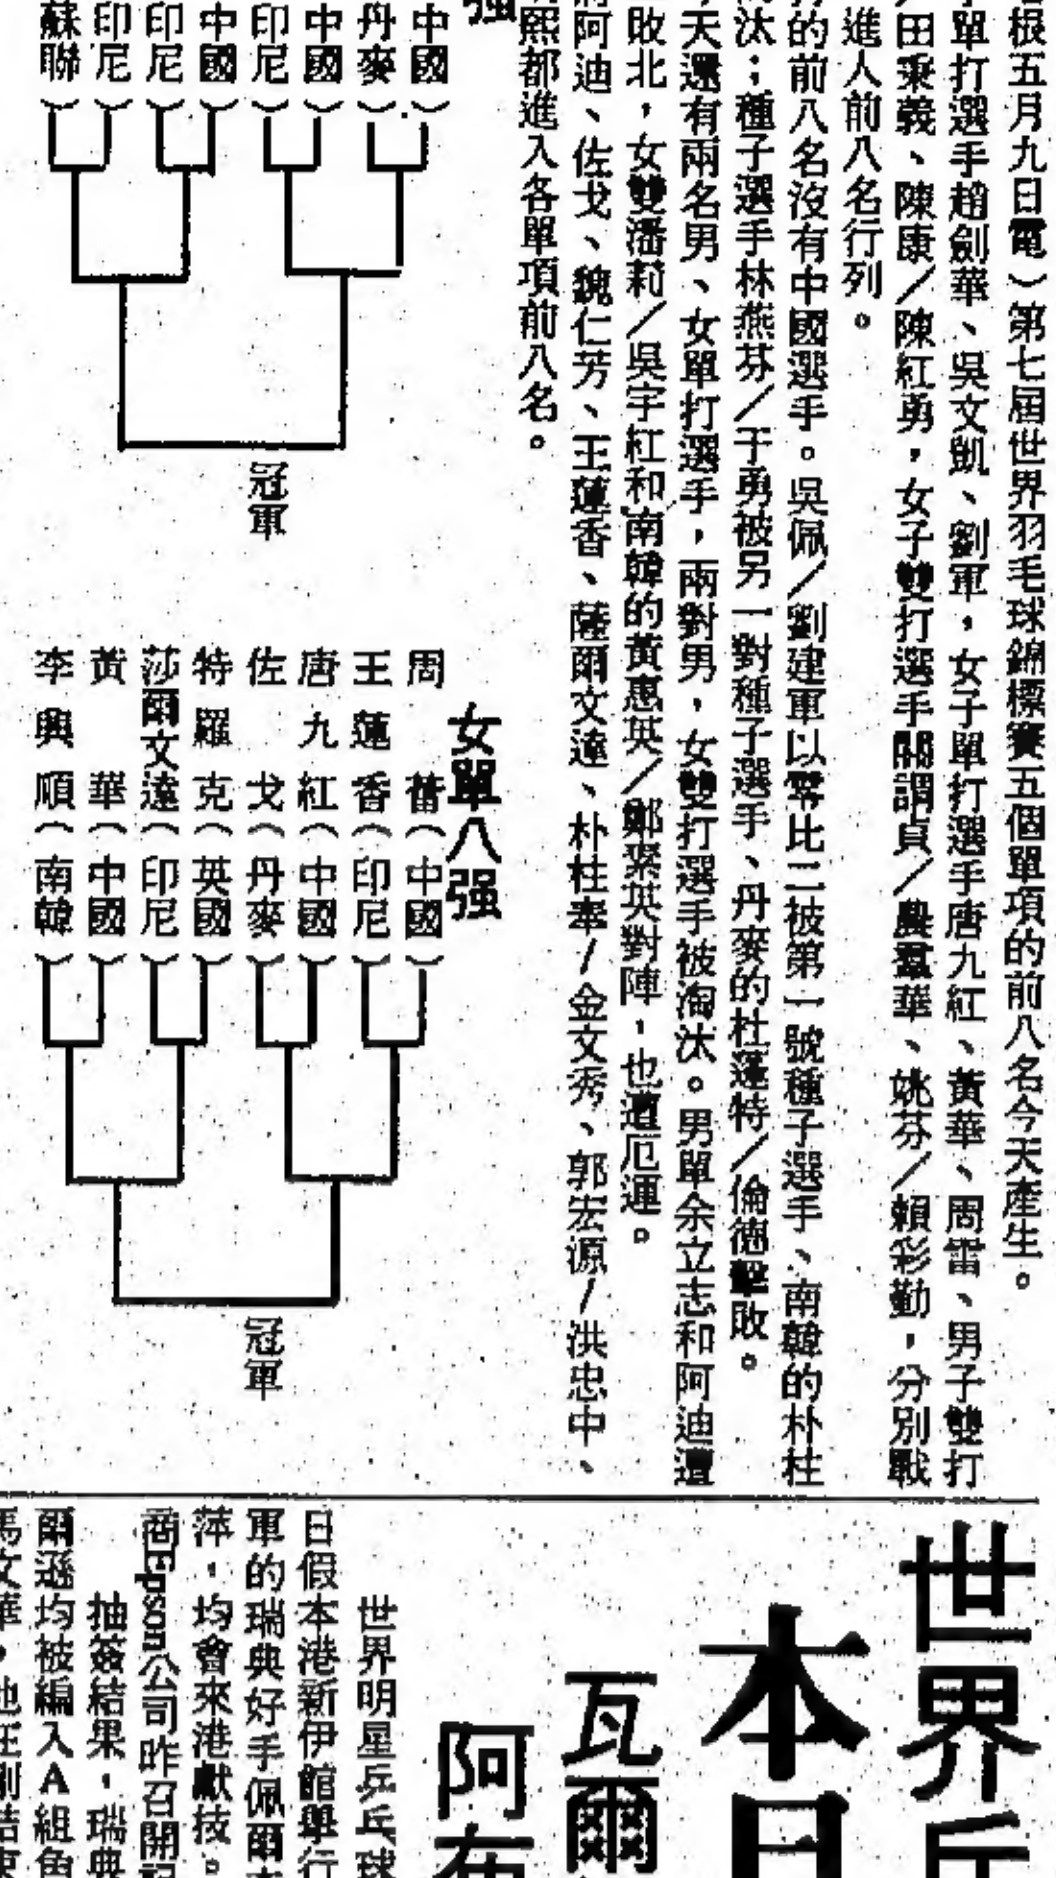 根五月九日電）第七屆世界羽毛球錦標賽五個單項的前八名今天產生。
單打選手趙劍華、吳文凱、劉軍，女子單打選手唐九紅、黃華、周雷、男子雙打
田秉義、陳康／陳紅勇，女子雙打選手關渭貞／農羣華、姚芬／賴彩勤，分別戰
進人前八名行列。
的前八名沒有中國選手。吳佩／劉建軍以零比二被第一號種子選手、南韓的朴柱
汰；種子選手林燕芬／于勇被另一對種子選手、丹麥的杜蓬特／倫德擊敗。
天還有兩名男、女單打選手，兩對男，女雙打選手被淘汰。男單余立志和阿迪遭
敗北，女雙潘莉／吳宇紅和南韓的黃惠英／鄭素英對陣，也遭厄運。
阿迪、佐戈、魏仁芳、王蓮香、薩爾文達、朴柱奉／金文秀、郭宏源／洪忠中、
熙都進入各單項前八名。
强
中國）
丹麥）
中國）
印尼）
中國）
印尼）
印尼）
蘇聯）
冠軍
女單八强
周蕾（中國）
王蓮香（印尼）
唐九紅（中國）
佐戈（丹麥）
特羅克（英國）
莎爾文達（印尼）
黃華（中國）
李興順（南韓）
冠軍
世界乒
本日
瓦爾
阿布
世界明星乒乓球
日假本港新伊館舉行
軍的瑞典好手佩爾
萍，均會來港獻技。
商Epson公司昨召開
抽簽結果，瑞典
爾遜均被編入A組角
馬文革，他在剛結束